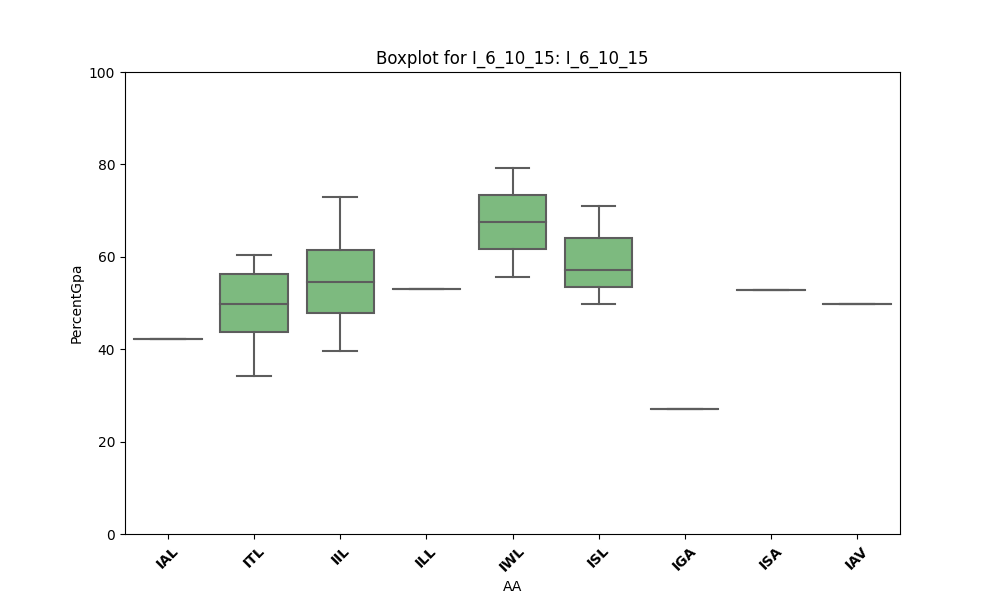 Boxplot for I_6_10_15: I_6_10_15
PercentGpa
100
80
60
40
20
0
IAL ITL IIL ILL IWL ISL IGA ISA IAV
AA